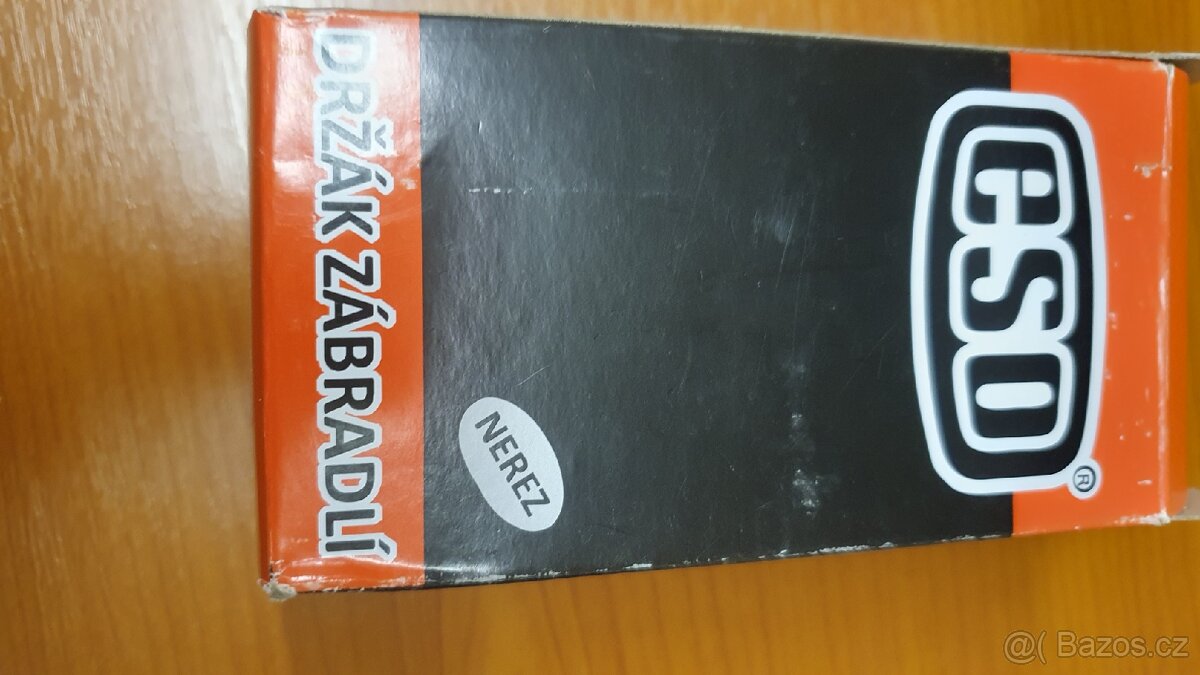 eso®
NEREZ
DRŽÁK ZÁBRADLÍ
@( Bazos.cz